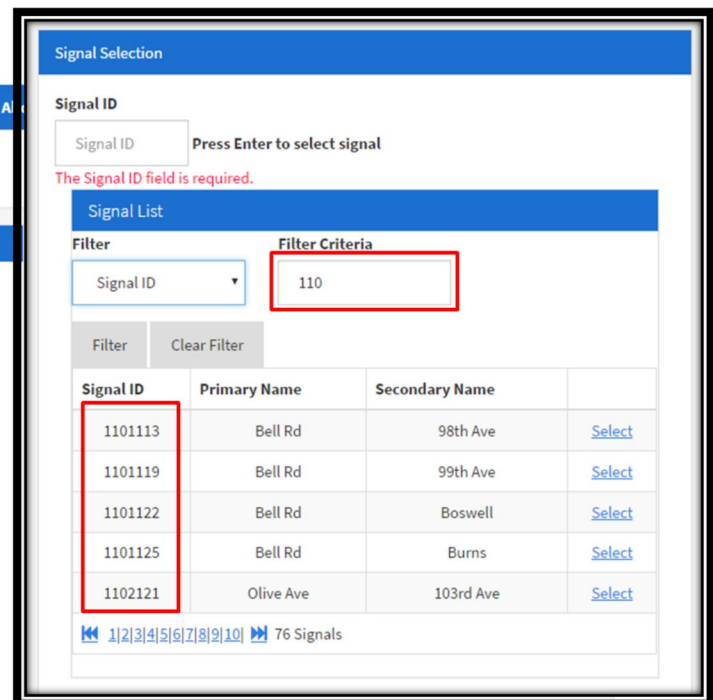 Signal Selection
Signal ID
Signal ID Press Enter to select signal
The Signal ID field is required.
Signal List
Filter Filter Criteria
Signal ID 110
Filter Clear Filter
Signal ID Primary Name Secondary Name
1101113 Bell Rd 98th Ave Select
1101119 Bell Rd 99th Ave Select
1101122 Bell Rd Boswell Select
1101125 Bell Rd Burns Select
1102121 Olive Ave 103rd Ave Select
1|2|3|4|5|6|7|8|9|10| 76 Signals